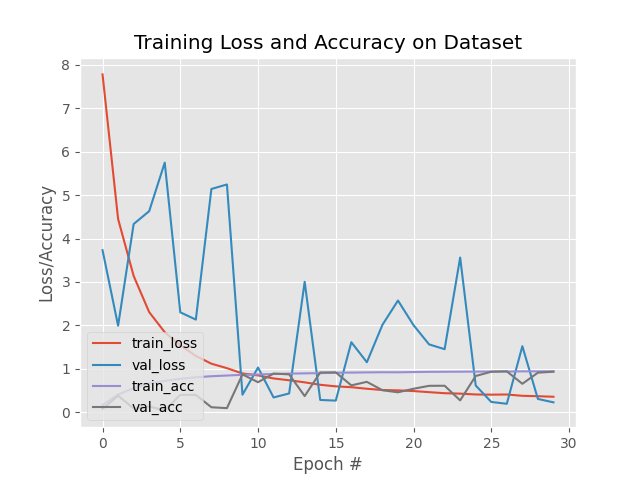 Training Loss and Accuracy on Dataset
8
7
6
5
4
3
2
1
0
Loss/Accuracy
train_loss
val_loss
train_acc
val_acc
0 5 10 15 20 25 30
Epoch #